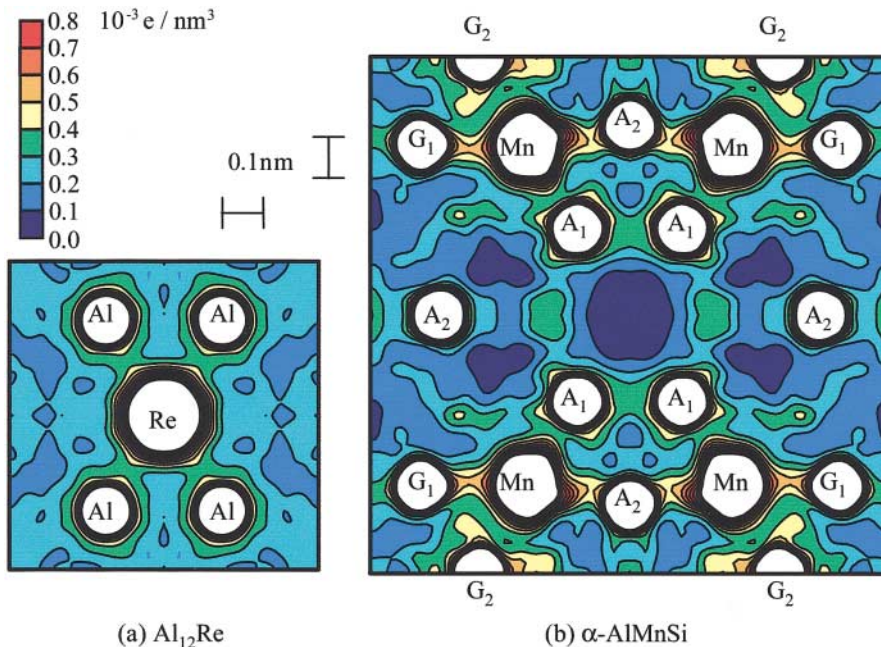 0.8 10⁻³ e / nm³
0.7
0.6
0.5
0.4
0.3
0.2
0.1
0.0
0.1nm
G₂ G₂
G₁ Mn A₂ Mn G₁
A₁ A₁
A₂ A₂
A₁ A₁
G₁ Mn A₂ Mn G₁
G₂ G₂
Al Al
Re
Al Al
(a) Al₁₂Re
(b) α-AlMnSi